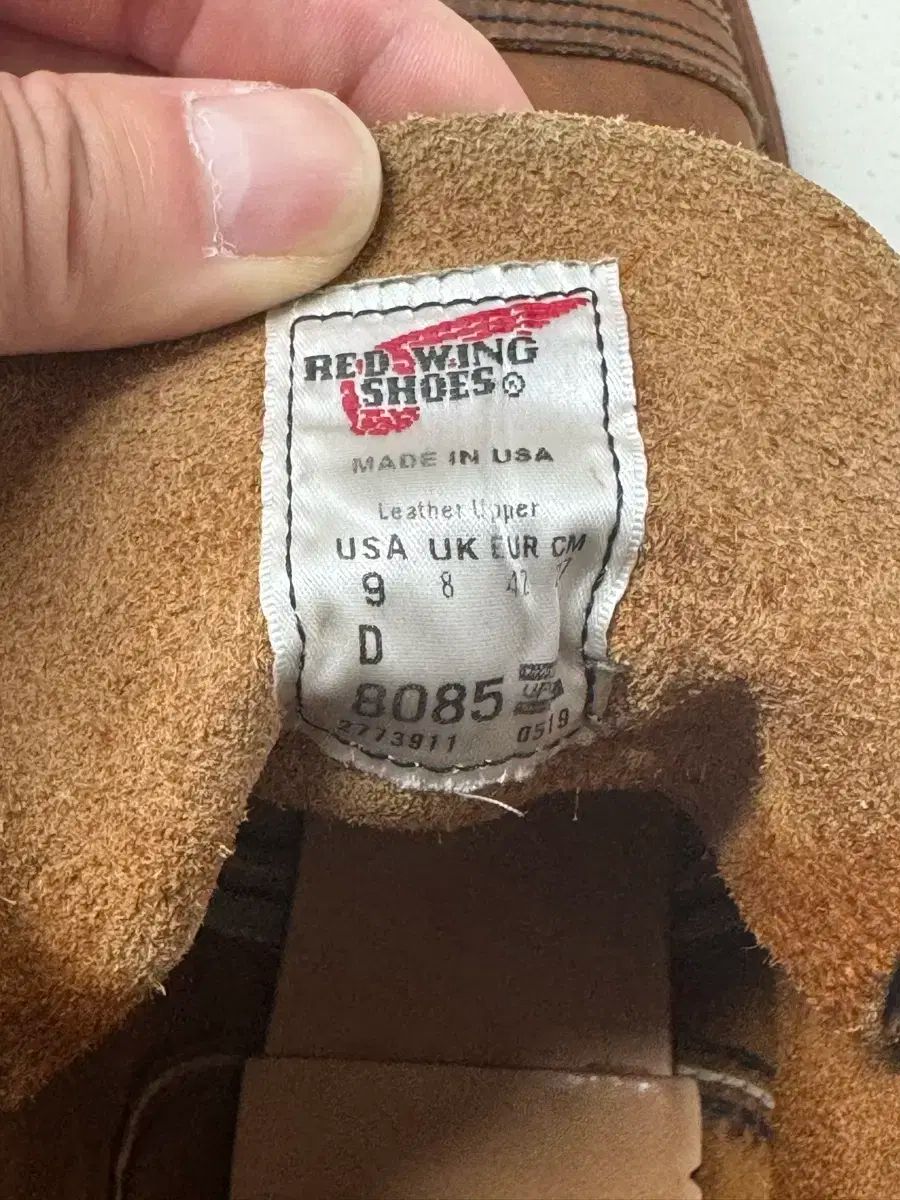 RED WING
SHOES®
MADE IN USA
Leather Upper
USA UK EUR CM
9 8 42
D
8085
2773911 0519